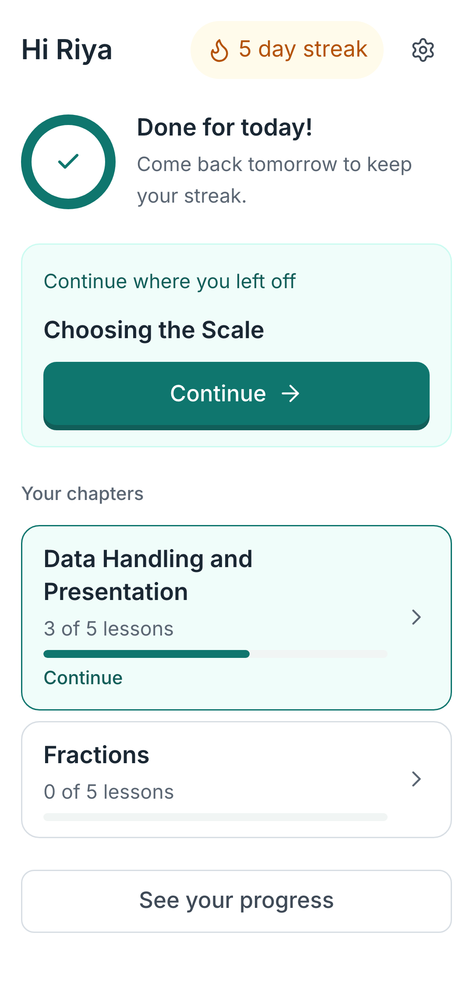 Hi Riya
5 day streak
Done for today!
Come back tomorrow to keep
your streak.
Continue where you left off
Choosing the Scale
Continue
Your chapters
Data Handling and
Presentation
3 of 5 lessons
Continue
Fractions
0 of 5 lessons
See your progress